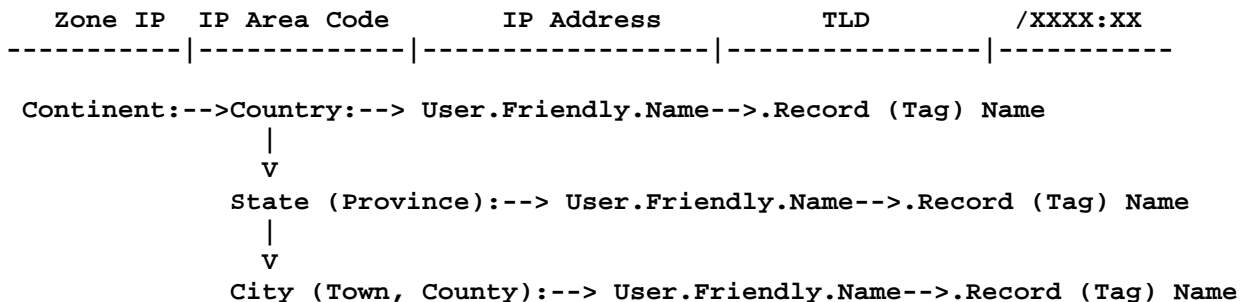 Zone IP IP Area Code IP Address TLD /XXXX:XX
-----------|-------------|------------------|----------------|-----------
Continent:-->Country:--> User.Friendly.Name-->.Record (Tag) Name
|
V
State (Province):--> User.Friendly.Name-->.Record (Tag) Name
|
V
City (Town, County):--> User.Friendly.Name-->.Record (Tag) Name